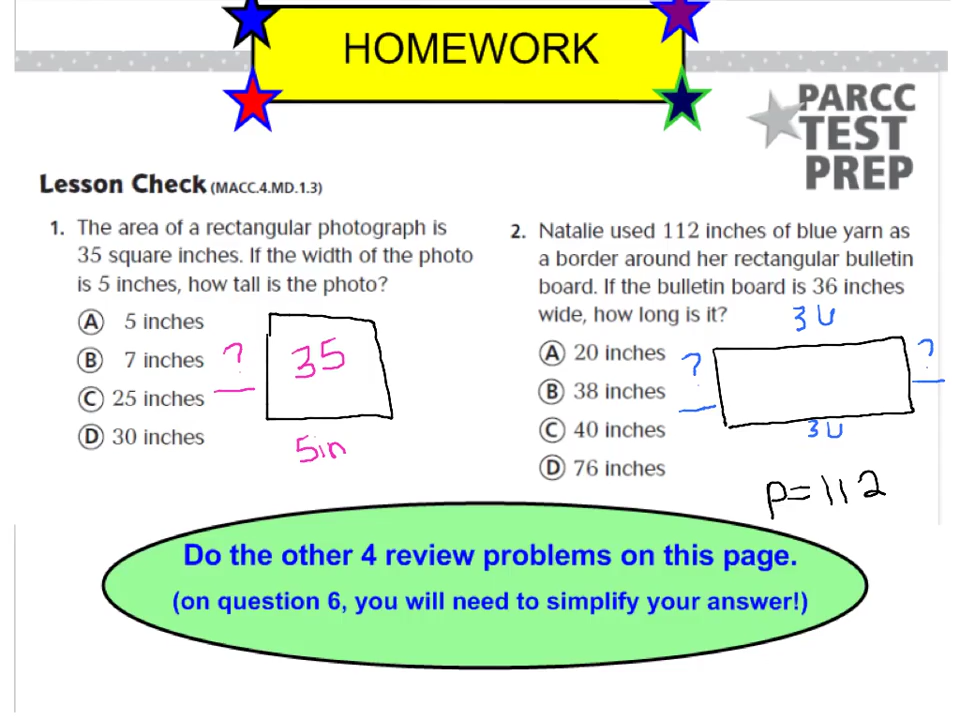 HOMEWORK
PARCC
TEST
PREP
Lesson Check (MACC.4.MD.1.3)
1. The area of a rectangular photograph is
35 square inches. If the width of the photo
is 5 inches, how tall is the photo?
A 5 inches
B 7 inches
C 25 inches
D 30 inches
?
35
5in
2. Natalie used 112 inches of blue yarn as
a border around her rectangular bulletin
board. If the bulletin board is 36 inches
wide, how long is it?
A 20 inches
B 38 inches
C 40 inches
D 76 inches
?
?
P=112
Do the other 4 review problems on this page.
(on question 6, you will need to simplify your answer!)